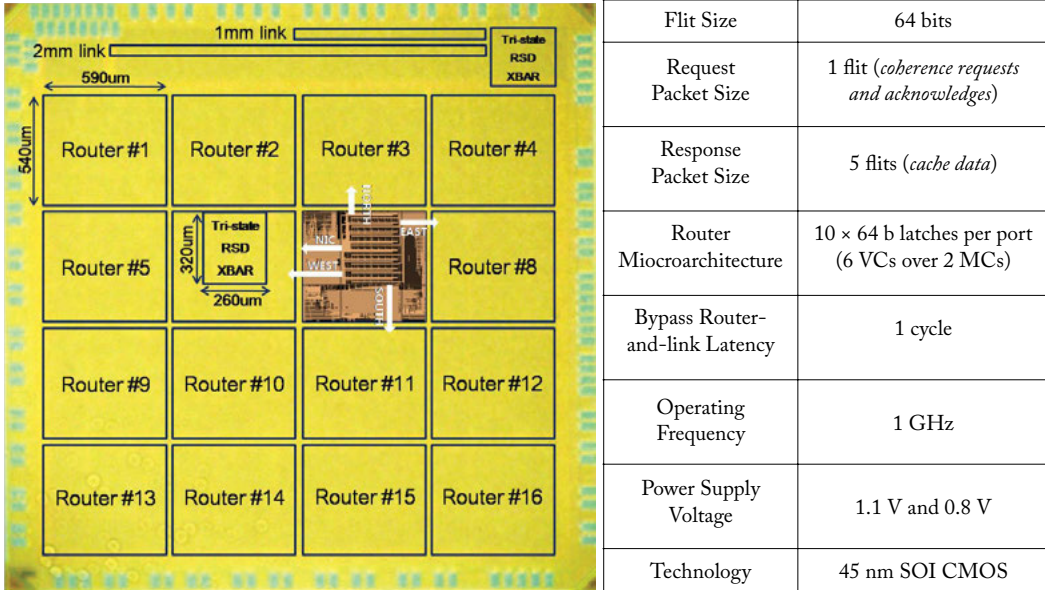 1mm link
2mm link
Tri-state
RSD
XBAR
590um
540um
Router #1
Router #2
Router #3
Router #4
Router #5
320um
Tri-state
RSD
XBAR
260um
NORTH
EAST
NIC
WEST
SOUTH
Router #8
Router #9
Router #10
Router #11
Router #12
Router #13
Router #14
Router #15
Router #16
Flit Size
64 bits
Request
Packet Size
1 flit (coherence requests
and acknowledges)
Response
Packet Size
5 flits (cache data)
Router
Miocroarchitecture
10 × 64 b latches per port
(6 VCs over 2 MCs)
Bypass Router-
and-link Latency
1 cycle
Operating
Frequency
1 GHz
Power Supply
Voltage
1.1 V and 0.8 V
Technology
45 nm SOI CMOS